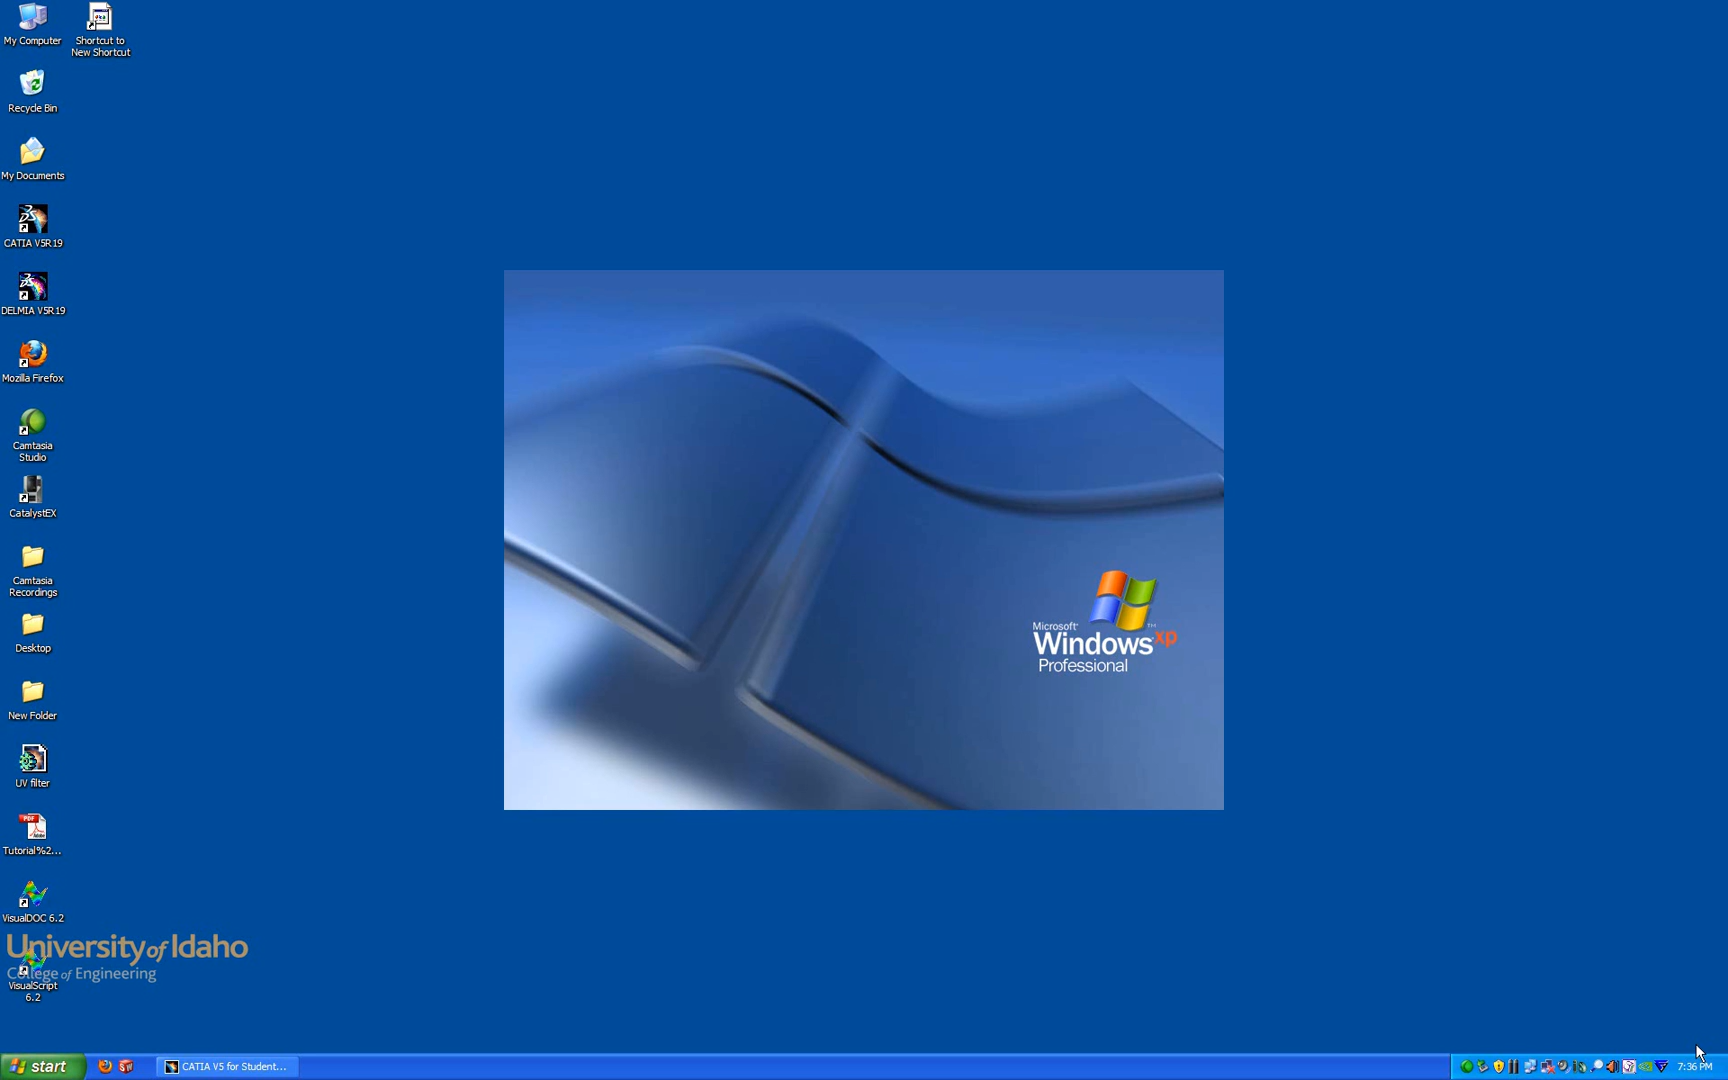 My Computer
Shortcut to
New Shortcut
Recycle Bin
My Documents
CATIA V5R19
DELMIA V5R19
Mozilla Firefox
Camtasia
Studio
CatalystEX
Camtasia
Recordings
Desktop
New Folder
UV filter
Tutorial%2...
VisualDOC 6.2
University of Idaho
College of Engineering
VisualScript
6.2
Microsoft
Windows xp
Professional
start
CATIA V5 for Student...
7:36 PM